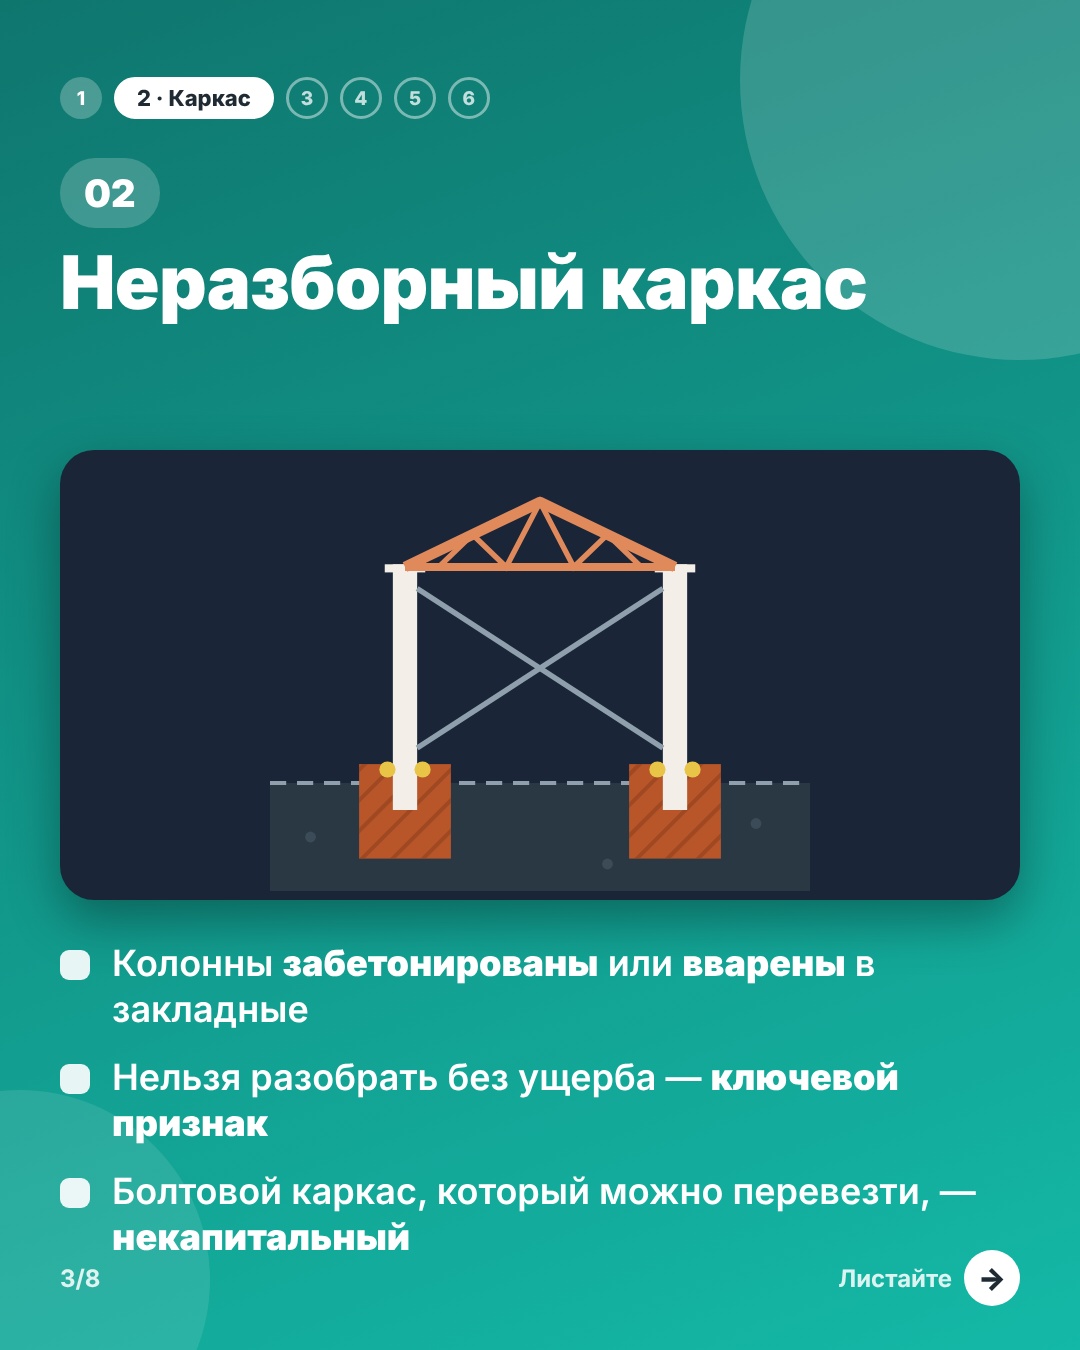 1 2 · Каркас 3 4 5 6
02
Неразборный каркас
Колонны забетонированы или вварены в
закладные
Нельзя разобрать без ущерба — ключевой
признак
Болтовой каркас, который можно перевезти, —
некапитальный
3/8
Листайте →